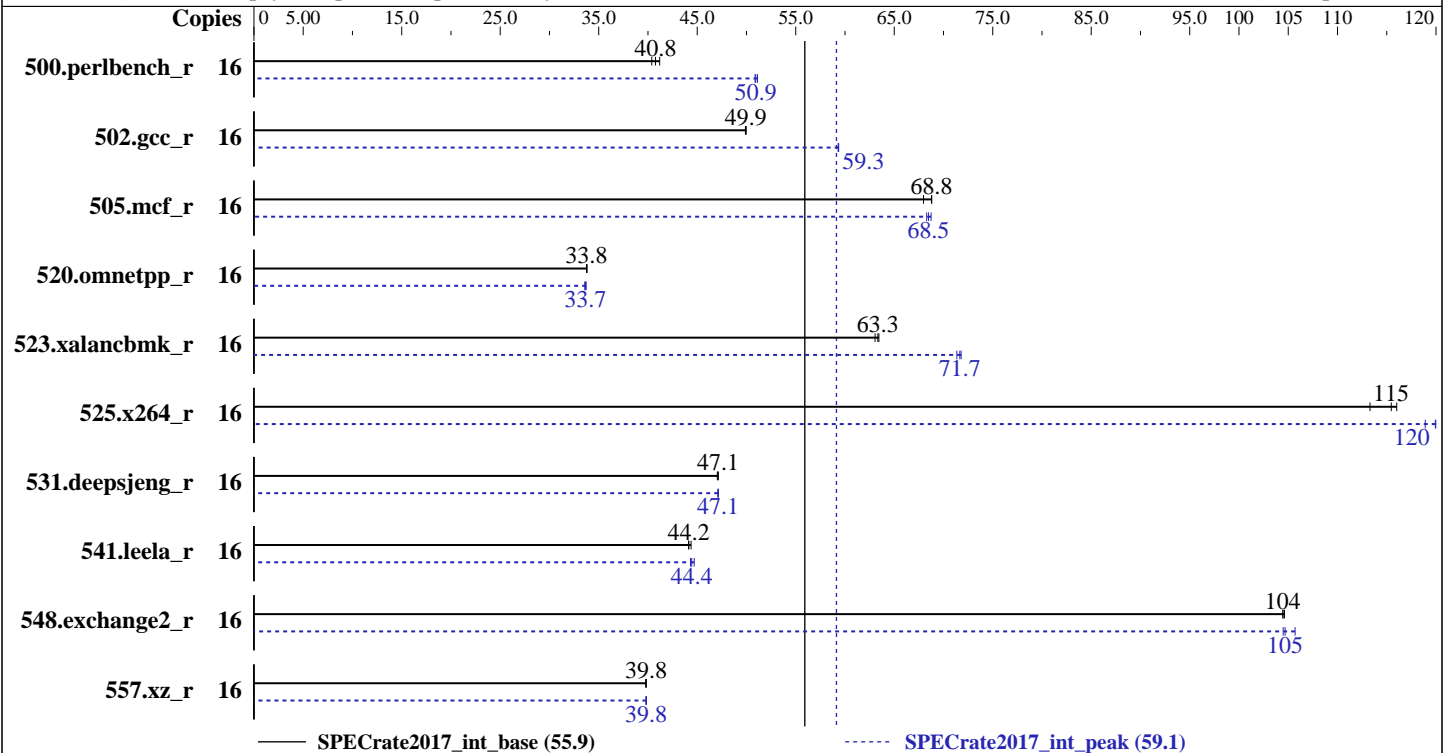 Copies 0 5.00 15.0 25.0 35.0 45.0 55.0 65.0 75.0 85.0 95.0 100 105 110 120
40.8
500.perlbench_r 16
50.9
49.9
502.gcc_r 16
59.3
68.8
505.mcf_r 16
68.5
33.8
520.omnetpp_r 16
33.7
63.3
523.xalancbmk_r 16
71.7
115
525.x264_r 16
120
47.1
531.deepsjeng_r 16
47.1
44.2
541.leela_r 16
44.4
104
548.exchange2_r 16
105
39.8
557.xz_r 16
39.8
SPECrate2017_int_base (55.9) SPECrate2017_int_peak (59.1)